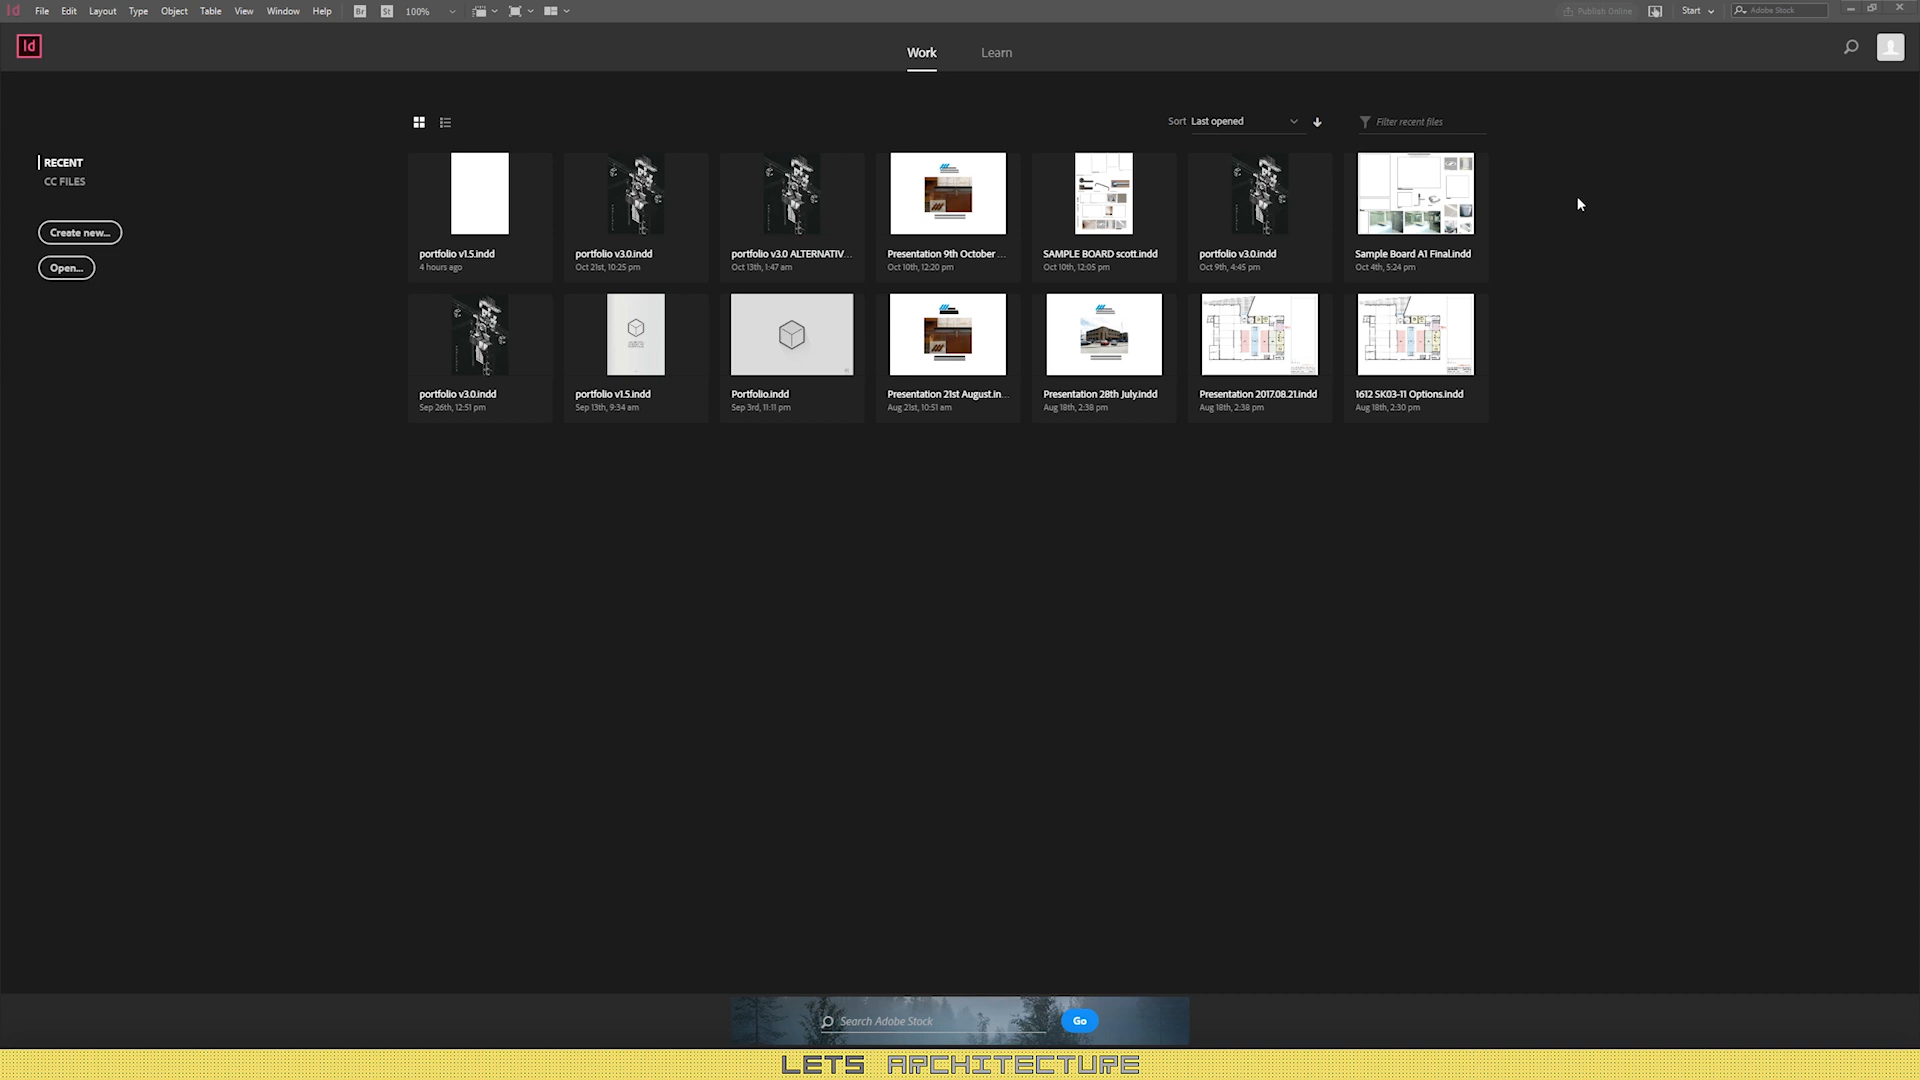 Id File Edit Layout Type Object Table View Window Help Br St 100% Publish Online Start Adobe Stock
Id Work Learn
Sort Last opened Filter recent files
RECENT
CC FILES
Create new...
Open...
portfolio v1.5.indd
4 hours ago
portfolio v3.0.indd
Oct 21st, 10:25 pm
portfolio v3.0 ALTERNATIV...
Oct 13th, 1:47 am
Presentation 9th October ...
Oct 10th, 12:20 pm
SAMPLE BOARD scott.indd
Oct 10th, 12:05 pm
portfolio v3.0.indd
Oct 9th, 4:45 pm
Sample Board A1 Final.indd
Oct 4th, 5:24 pm
portfolio v3.0.indd
Sep 26th, 12:51 pm
portfolio v1.5.indd
Sep 13th, 9:34 am
Portfolio.indd
Sep 3rd, 11:11 pm
Presentation 21st August.in...
Aug 21st, 10:51 am
Presentation 28th July.indd
Aug 18th, 2:38 pm
Presentation 2017.08.21.indd
Aug 18th, 2:38 pm
1612 SK03-11 Options.indd
Aug 18th, 2:30 pm
Search Adobe Stock Go
LETS ARCHITECTURE